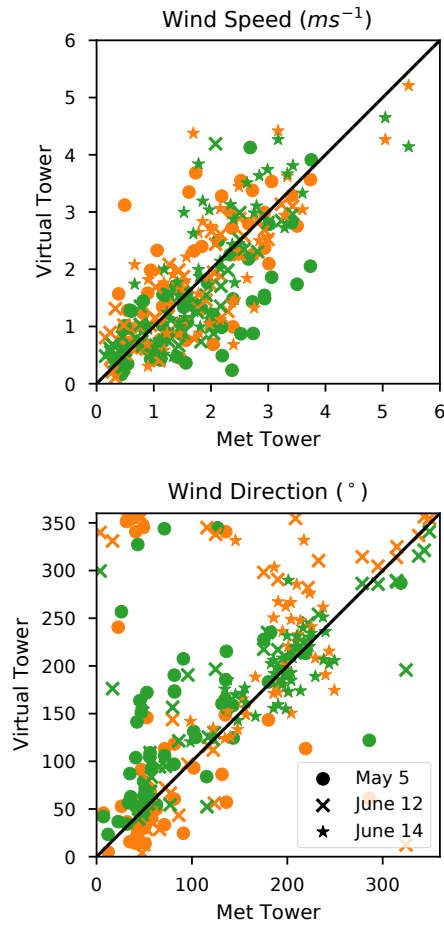 Wind Speed (ms⁻¹)
6
5
4
3
2
1
0
Virtual Tower
0 1 2 3 4 5 6
Met Tower
Wind Direction (°)
350
300
250
200
150
100
50
0
Virtual Tower
May 5
June 12
June 14
0 100 200 300
Met Tower